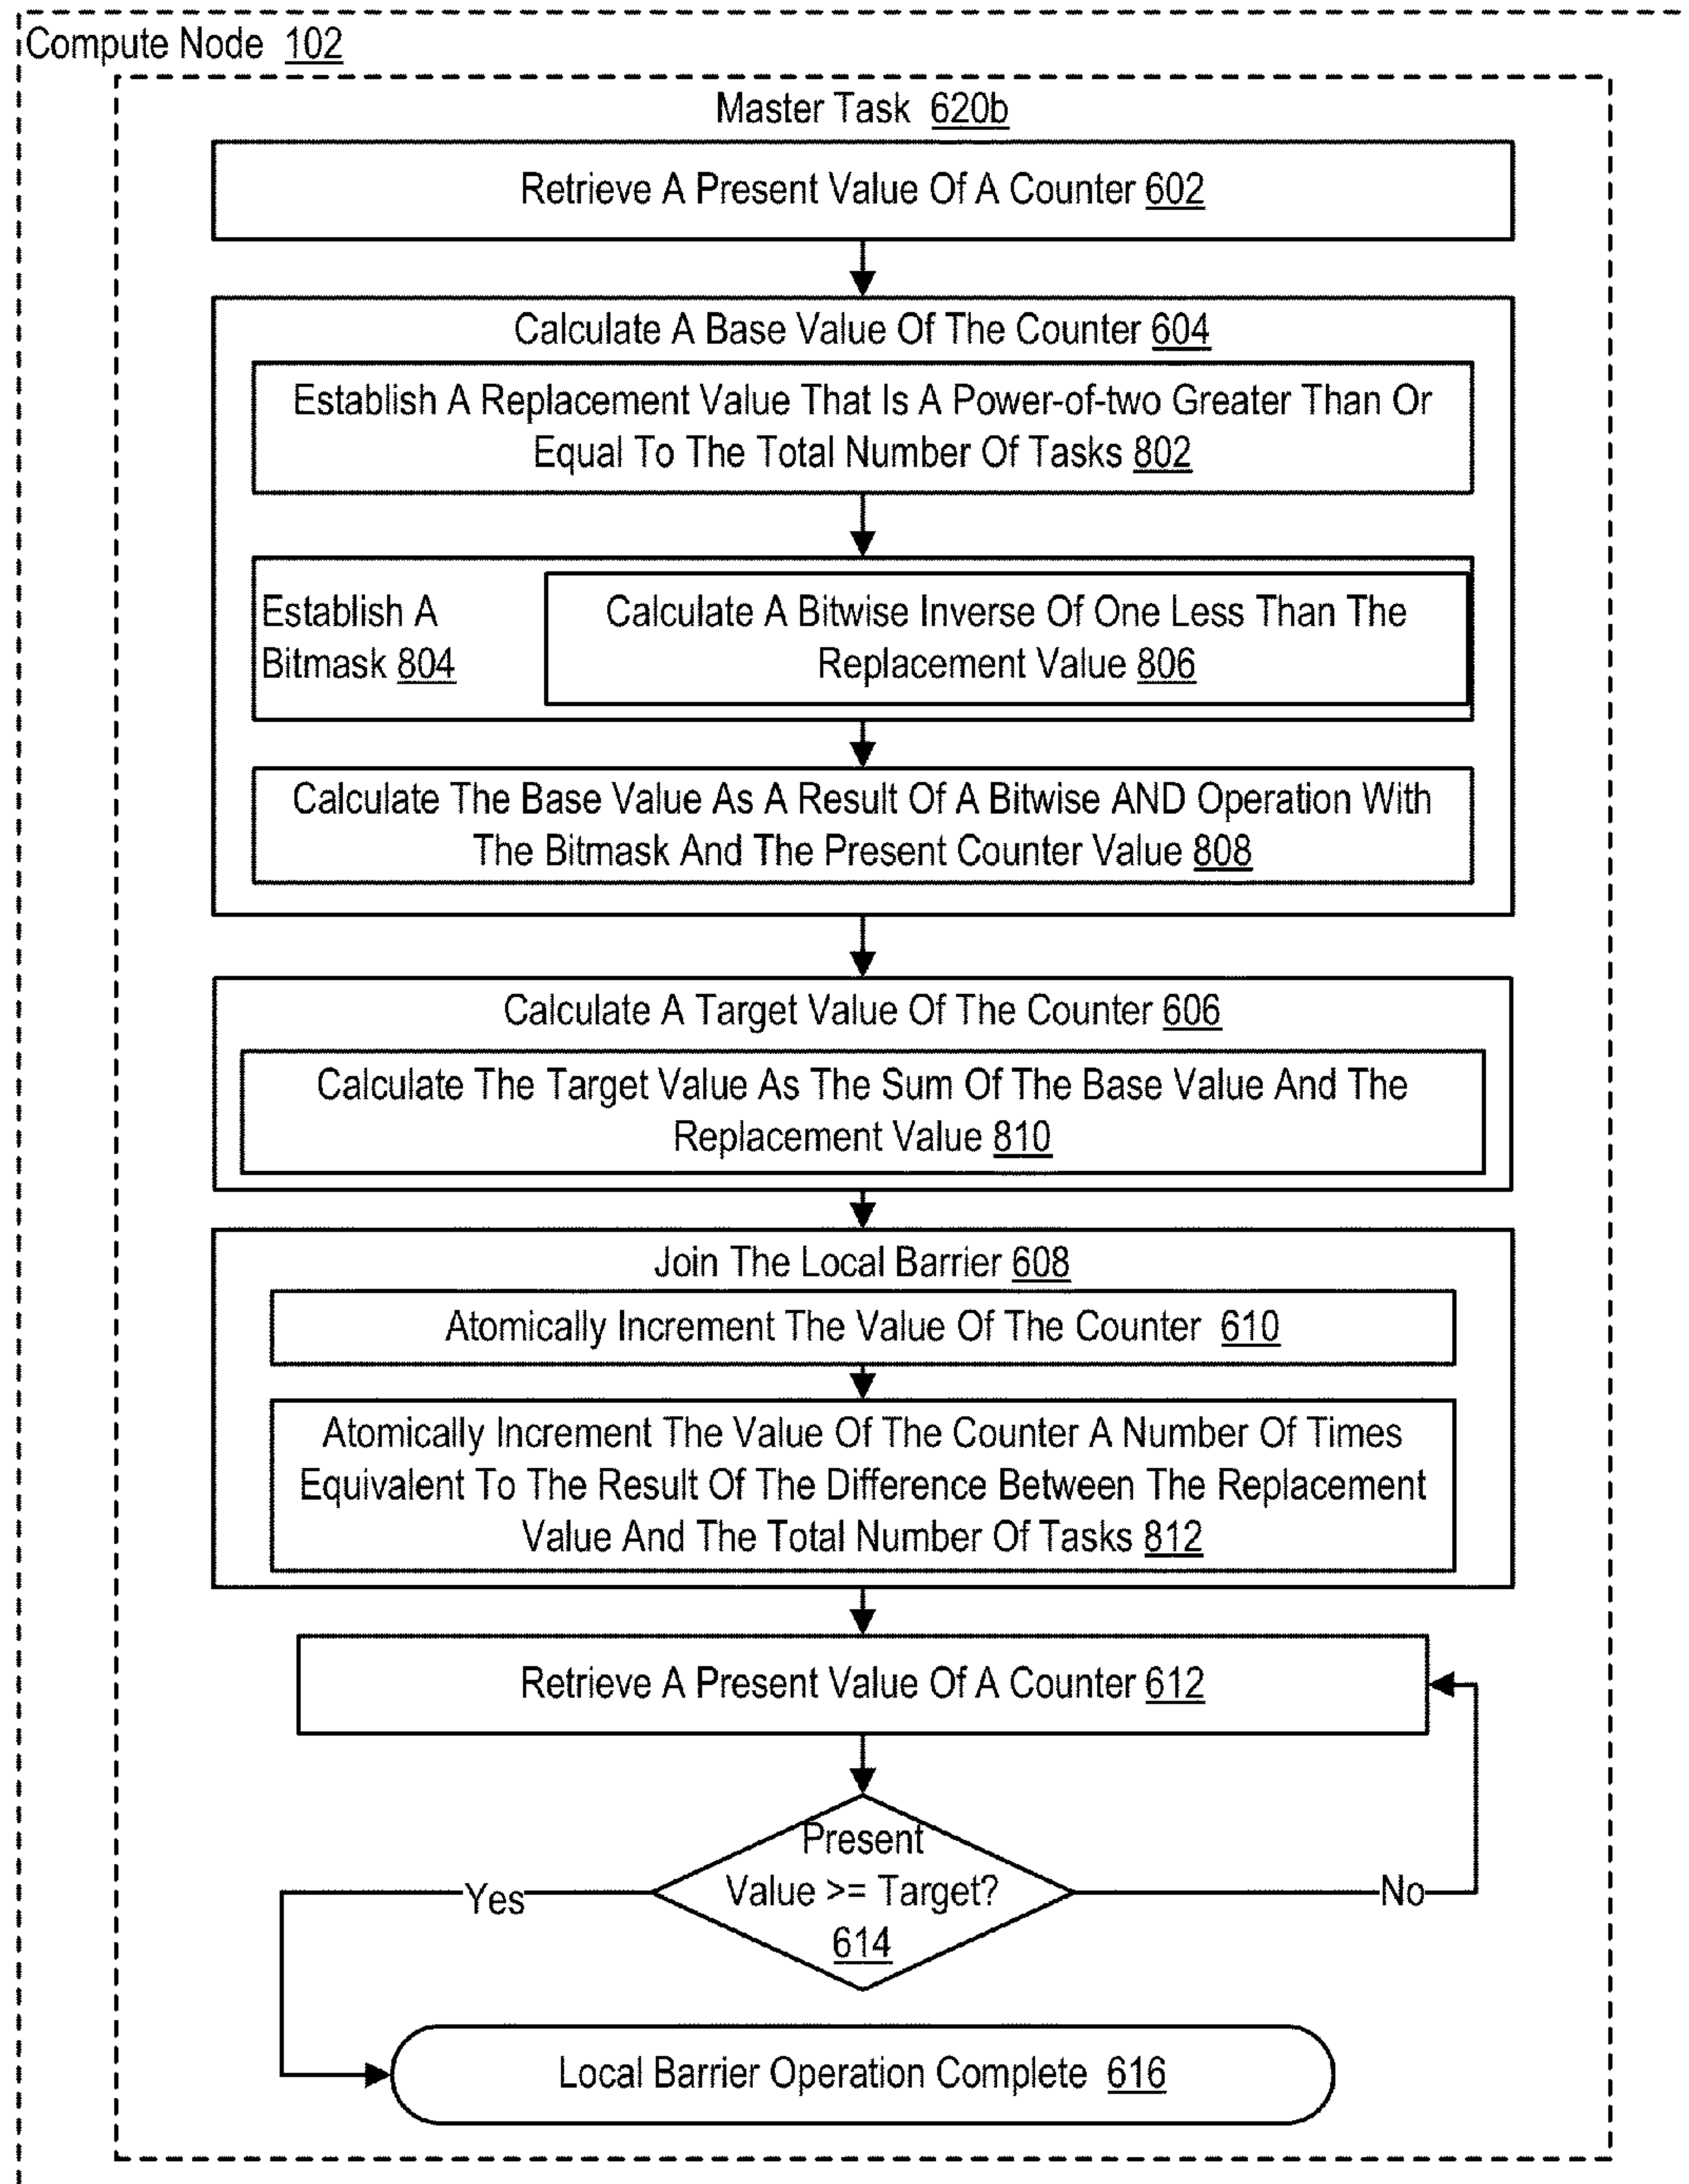 Compute Node 102
Master Task 620b
Retrieve A Present Value Of A Counter 602
Calculate A Base Value Of The Counter 604
Establish A Replacement Value That Is A Power-of-two Greater Than Or
Equal To The Total Number Of Tasks 802
Establish A
Bitmask 804
Calculate A Bitwise Inverse Of One Less Than The
Replacement Value 806
Calculate The Base Value As A Result Of A Bitwise AND Operation With
The Bitmask And The Present Counter Value 808
Calculate A Target Value Of The Counter 606
Calculate The Target Value As The Sum Of The Base Value And The
Replacement Value 810
Join The Local Barrier 608
Atomically Increment The Value Of The Counter 610
Atomically Increment The Value Of The Counter A Number Of Times
Equivalent To The Result Of The Difference Between The Replacement
Value And The Total Number Of Tasks 812
Retrieve A Present Value Of A Counter 612
Present
Value >= Target?
614
Yes
No
Local Barrier Operation Complete 616